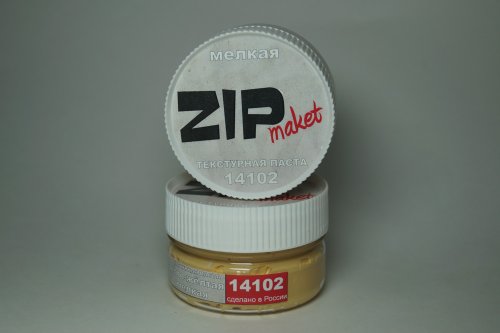 мелкая
ZIP
maket
ТЕКСТУРНАЯ ПАСТА
14102
14102
сделано в России